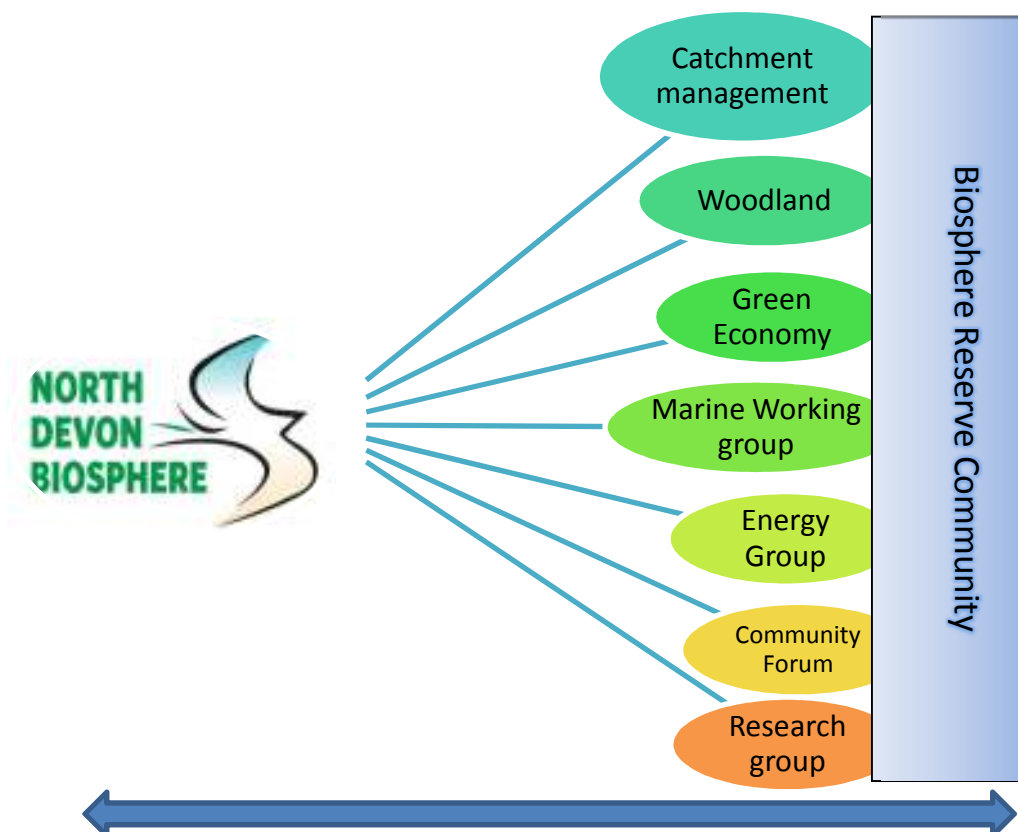 NORTH
DEVON
BIOSPHERE
Catchment
management
Woodland
Green
Economy
Marine Working
group
Energy
Group
Community
Forum
Research
group
Biosphere Reserve Community